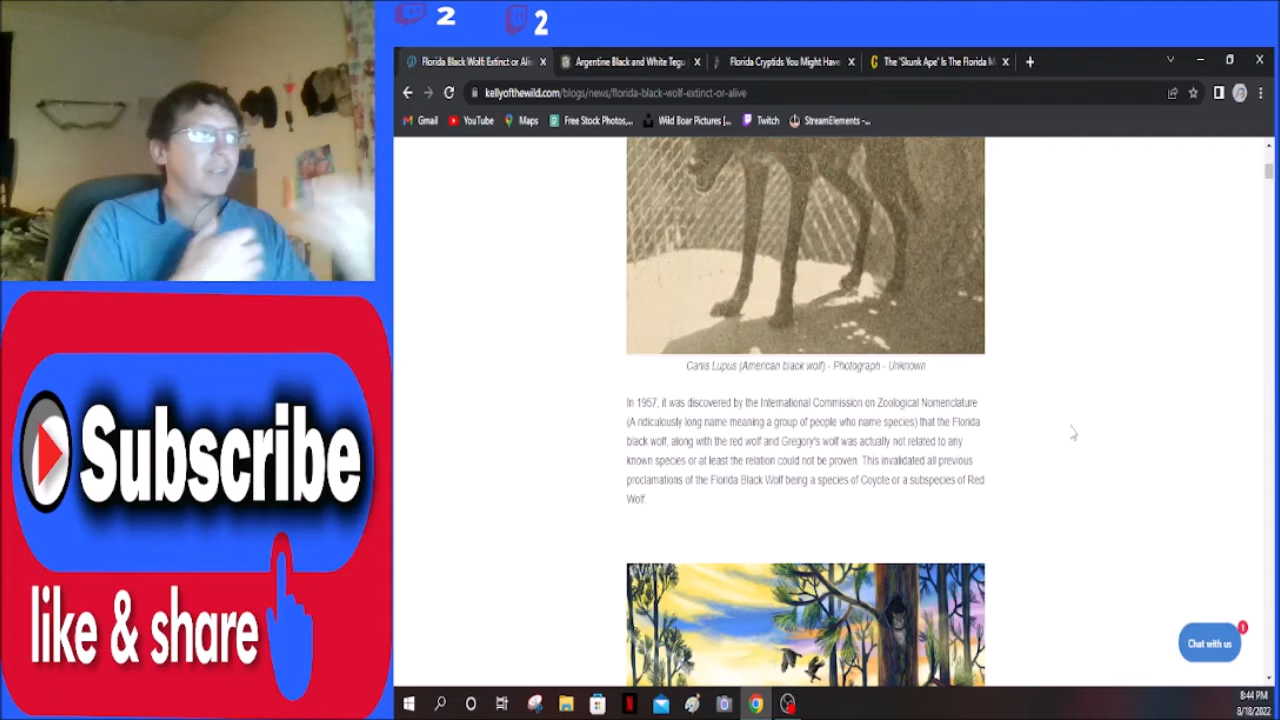 2
2
Florida Black Wolf: Extinct or Aliv
Argentine Black and White Tegu
Florida Cryptids You Might Have
The 'Skunk Ape' Is The Florida M
kellyofthewild.com/blogs/news/florida-black-wolf-extinct-or-alive
Gmail YouTube Maps Free Stock Photos,... Wild Boar Pictures [... Twitch StreamElements -...
Canis Lupus (American black wolf) - Photograph - Unknown
In 1957, it was discovered by the International Commission on Zoological Nomenclature
(A ridiculously long name meaning a group of people who name species) that the Florida
black wolf, along with the red wolf and Gregory's wolf was actually not related to any
known species or at least the relation could not be proven. This invalidated all previous
proclamations of the Florida Black Wolf being a species of Coyote or a subspecies of Red
Wolf.
Subscribe
like & share
Chat with us
1
8:44 PM
8/18/2022